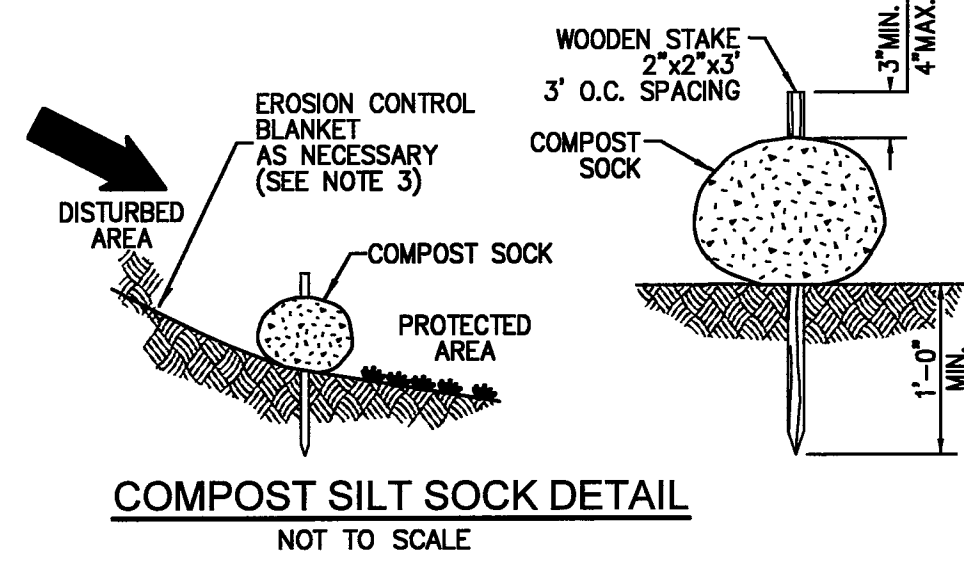 WOODEN STAKE
2"x2"x3'
3' O.C. SPACING
3"MIN.
4"MAX.
EROSION CONTROL
BLANKET
AS NECESSARY
(SEE NOTE 3)
COMPOST
SOCK
DISTURBED
AREA
COMPOST SOCK
PROTECTED
AREA
1'-0"
MIN.
COMPOST SILT SOCK DETAIL
NOT TO SCALE